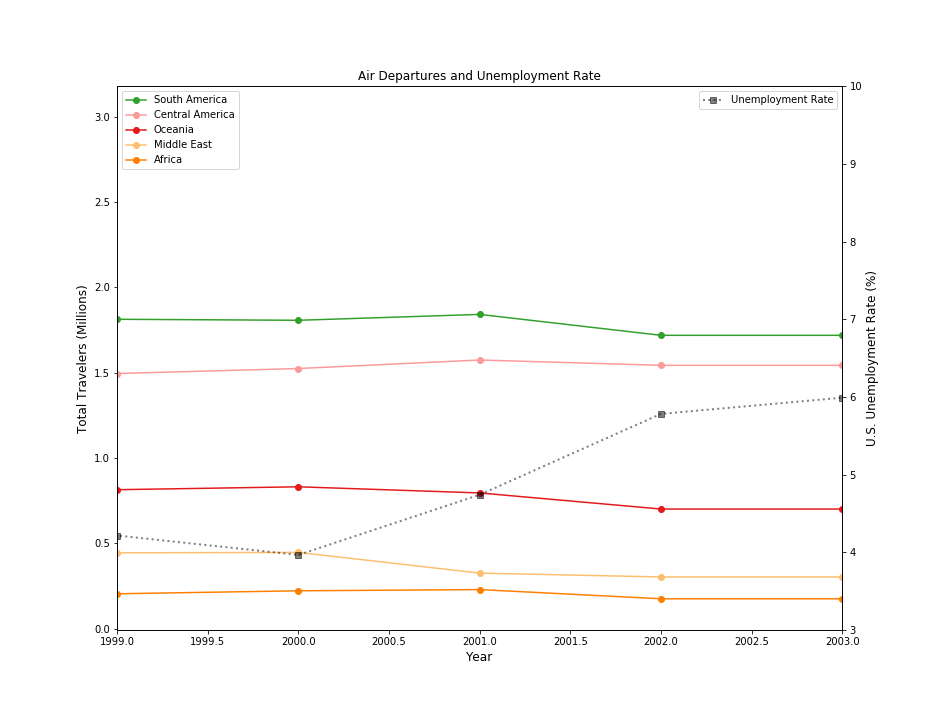 Air Departures and Unemployment Rate
South America
Central America
Oceania
Middle East
Africa
Unemployment Rate
Total Travelers (Millions)
3.0
2.5
2.0
1.5
1.0
0.5
0.0
10
9
8
7
6
5
4
3
U.S. Unemployment Rate (%)
1999.0 1999.5 2000.0 2000.5 2001.0 2001.5 2002.0 2002.5 2003.0
Year